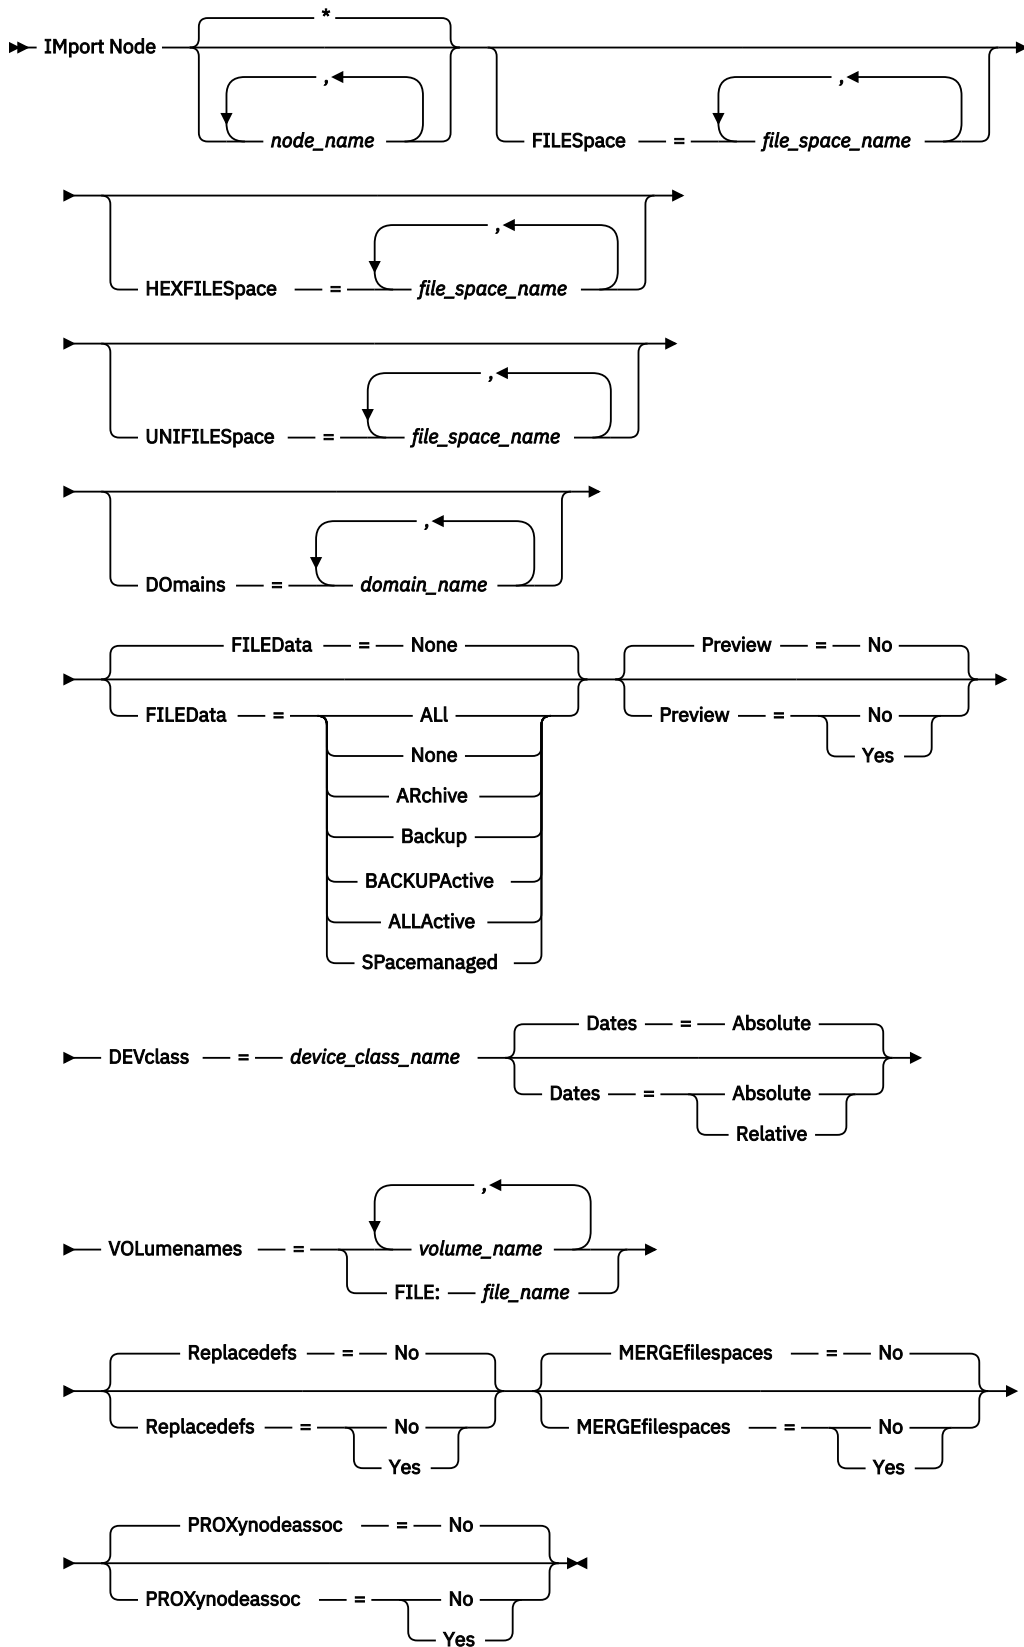 *
IMport Node
,
node_name
FILESpace = 
,
file_space_name
HEXFILESpace =
,
file_space_name
UNIFILESpace =
,
file_space_name
DOmains =
,
domain_name
FILEData = None
FILEData = ALl
None
ARchive
Backup
BACKUPActive
ALLActive
SPacemanaged
Preview = No
Preview = No
Yes
DEVclass = device_class_name
Dates = Absolute
Dates = Absolute
Relative
VOLumenames =
,
volume_name
FILE: file_name
Replacedefs = No
Replacedefs = No
Yes
MERGEfilespaces = No
MERGEfilespaces = No
Yes
PROXynodeassoc = No
PROXynodeassoc = No
Yes